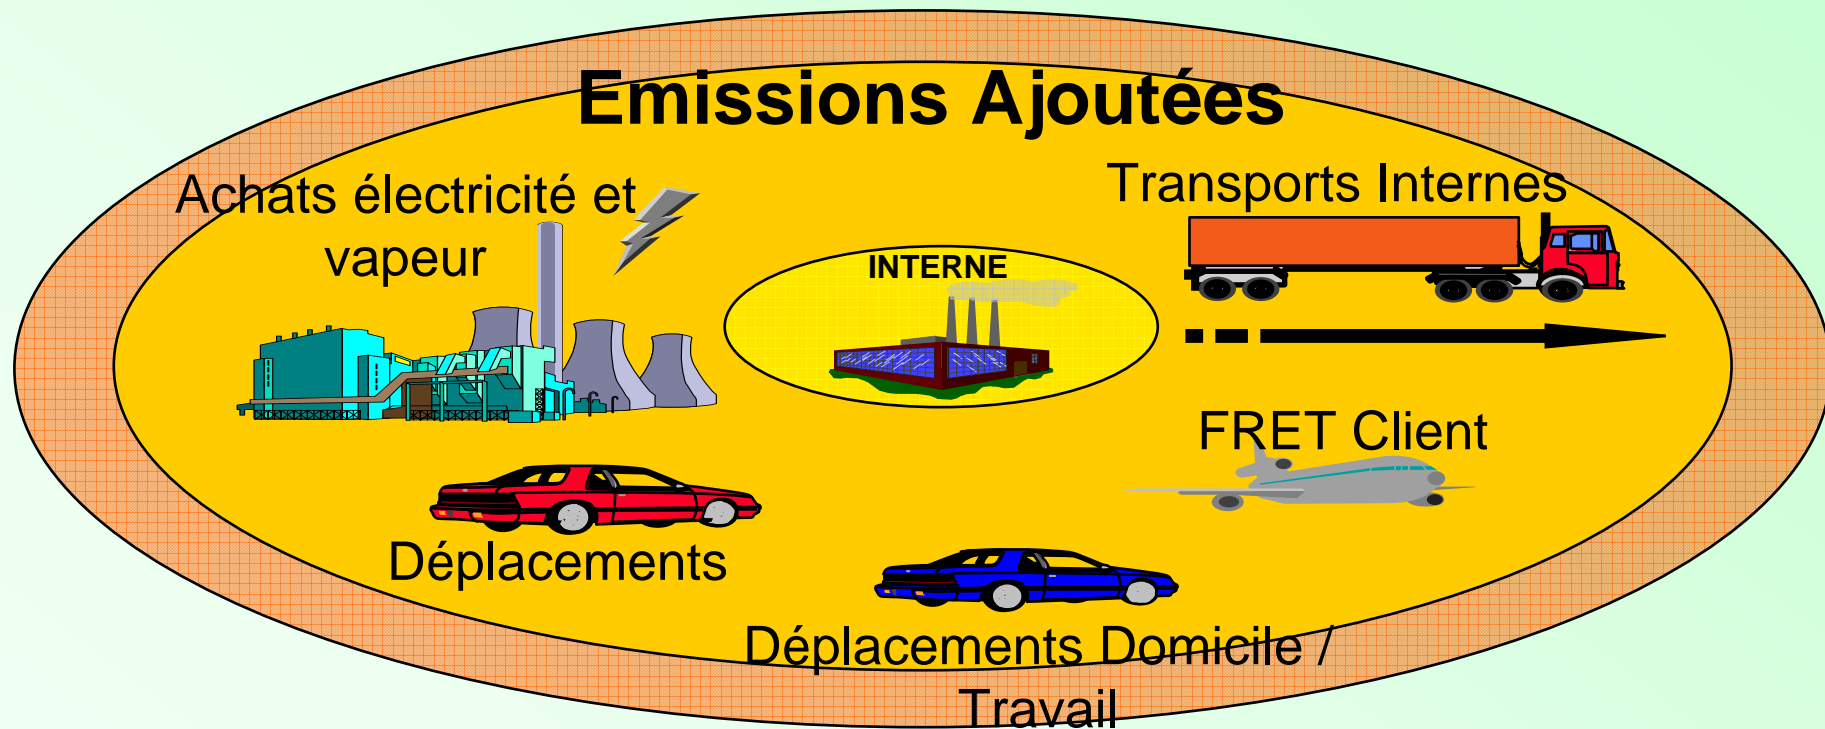 Emissions Ajoutées
Achats électricité et
vapeur
Transports Internes
INTERNE
FRET Client
Déplacements
Déplacements Domicile /
Travail